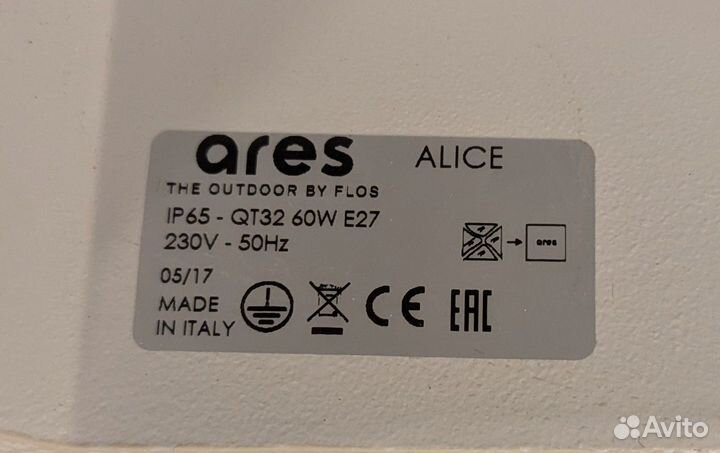 ares ALICE
THE OUTDOOR BY FLOS
IP65 - QT32 60W E27
230V - 50Hz
ares
05/17
MADE
IN ITALY
CE EAC
Avito